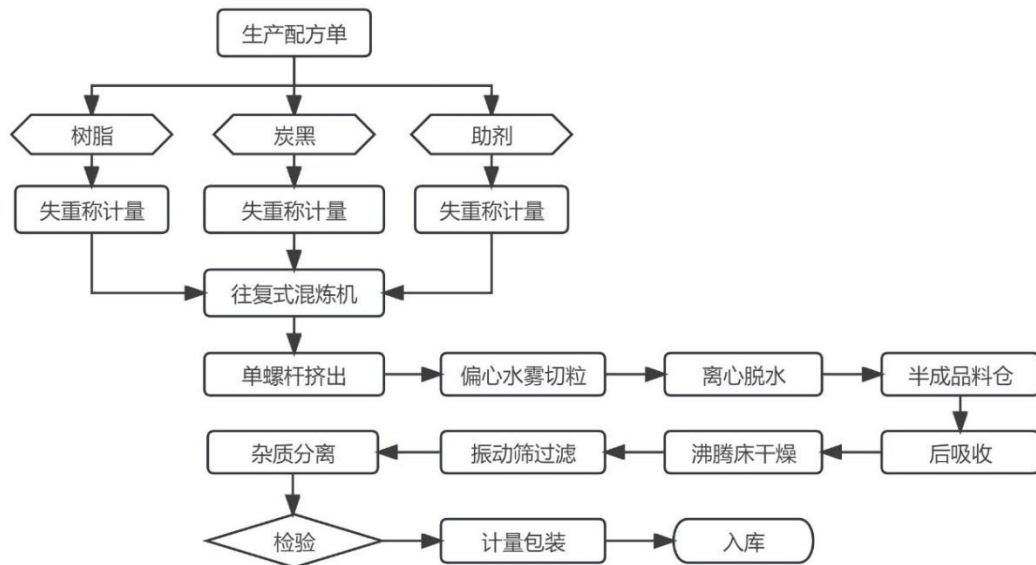 生产配方单
树脂
炭黑
助剂
失重称计量
失重称计量
失重称计量
往复式混炼机
单螺杆挤出
偏心水雾切粒
离心脱水
半成品料仓
杂质分离
振动筛过滤
沸腾床干燥
后吸收
检验
计量包装
入库